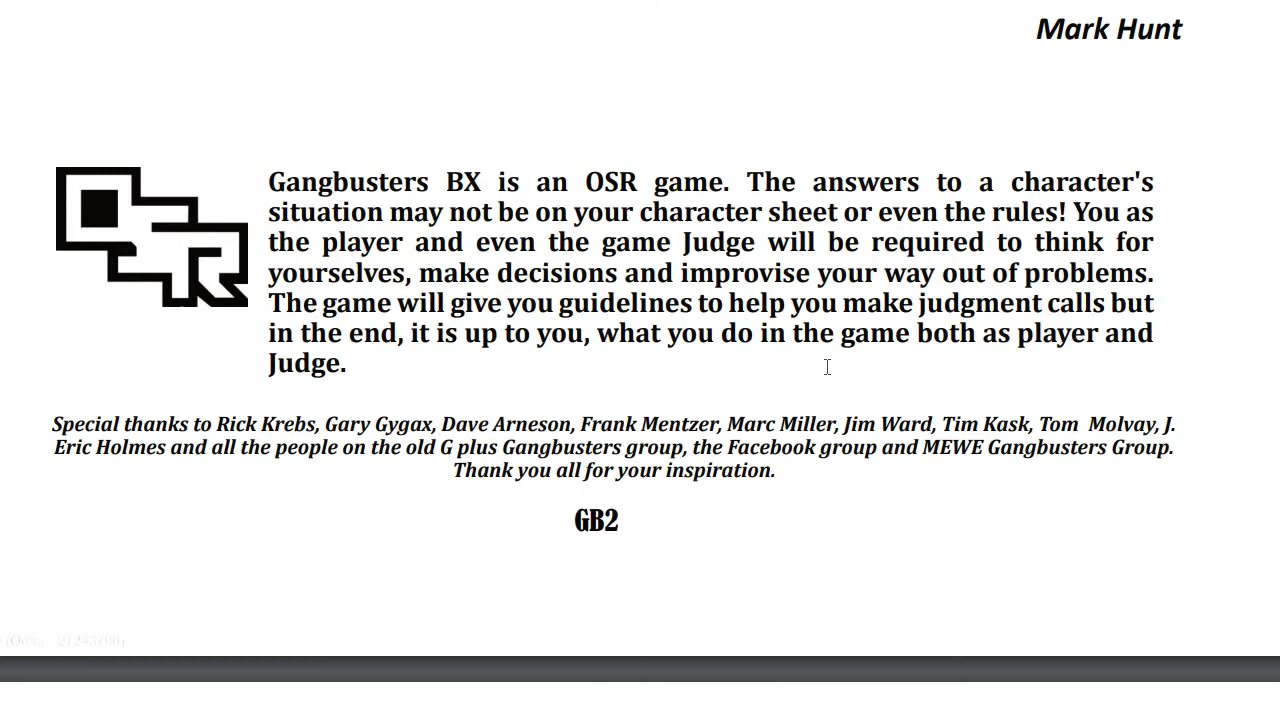 Mark Hunt
OSR
Gangbusters BX is an OSR game. The answers to a character's
situation may not be on your character sheet or even the rules! You as
the player and even the game Judge will be required to think for
yourselves, make decisions and improvise your way out of problems.
The game will give you guidelines to help you make judgment calls but
in the end, it is up to you, what you do in the game both as player and
Judge.
Special thanks to Rick Krebs, Gary Gygax, Dave Arneson, Frank Mentzer, Marc Miller, Jim Ward, Tim Kask, Tom Molvay, J.
Eric Holmes and all the people on the old G plus Gangbusters group, the Facebook group and MEWE Gangbusters Group.
Thank you all for your inspiration.
GB2